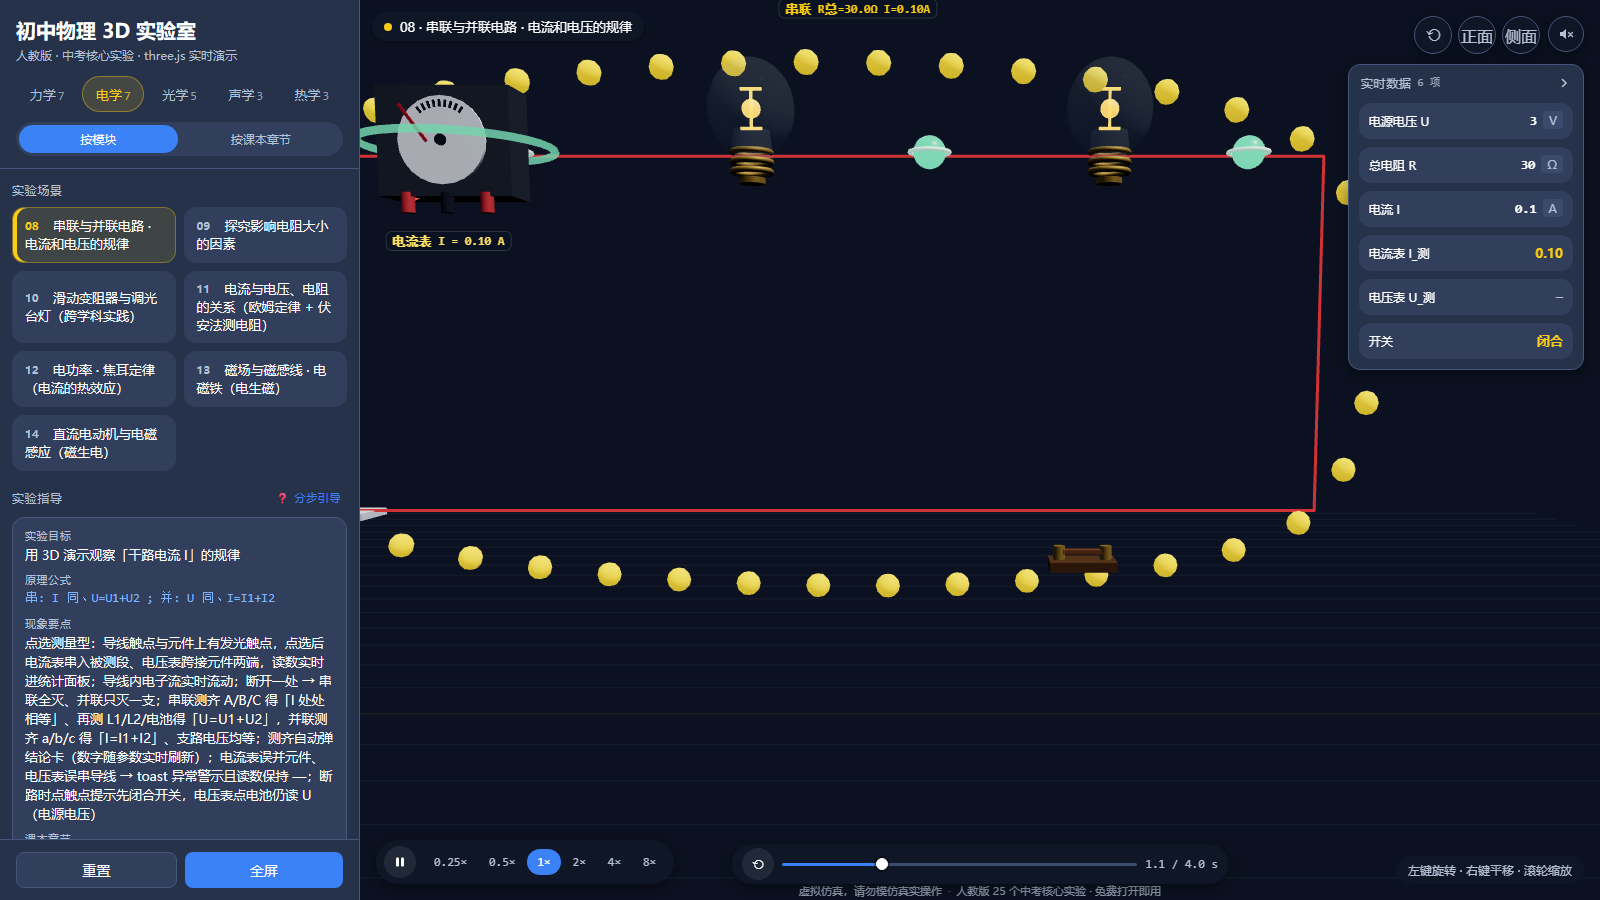 初中物理 3D 实验室
人教版 · 中考核心实验 · three.js 实时演示
力学 7
电学 7
光学 5
声学 3
热学 3
按模块
按课本章节
实验场景
08 串联与并联电路 ·
电流和电压的规律
09 探究影响电阻大小
的因素
10 滑动变阻器与调光
台灯（跨学科实践）
11 电流与电压、电阻
的关系（欧姆定律 + 伏
安法测电阻）
12 电功率 · 焦耳定律
（电流的热效应）
13 磁场与磁感线 · 电
磁铁（电生磁）
14 直流电动机与电磁
感应（磁生电）
实验指导
❓ 分步引导
实验目标
用 3D 演示观察「干路电流 I」的规律
原理公式
串: I 同、U=U1+U2 ; 并: U 同、I=I1+I2
现象要点
点选测量型：导线触点与元件上有发光触点，点选后
电流表串入被测段、电压表跨接元件两端，读数实时
进统计面板；导线内电子流实时流动；断开一处 → 串
联全灭、并联只灭一支；串联测齐 A/B/C 得「I 处处
相等」、再测 L1/L2/电池得「U=U1+U2」，并联测
齐 a/b/c 得「I=I1+I2」、支路电压均等；测齐自动弹
结论卡（数字随参数实时刷新）；电流表误并元件、
电压表误串导线 → toast 异常警示且读数保持 —；断
路时点触点提示先闭合开关，电压表点电池仍读 U
（电源电压）
课本章节
重置
全屏
串联 R总=30.0Ω I=0.10A
08 · 串联与并联电路 · 电流和电压的规律
正面
侧面
电流表 I = 0.10 A
实时数据 6 项
电源电压 U 3 V
总电阻 R 30 Ω
电流 I 0.1 A
电流表 I_测 0.10
电压表 U_测 —
开关 闭合
0.25×
0.5×
1×
2×
4×
8×
1.1 / 4.0 s
左键旋转 · 右键平移 · 滚轮缩放
虚拟仿真，请勿模仿真实操作 · 人教版 25 个中考核心实验 · 免费打开即用